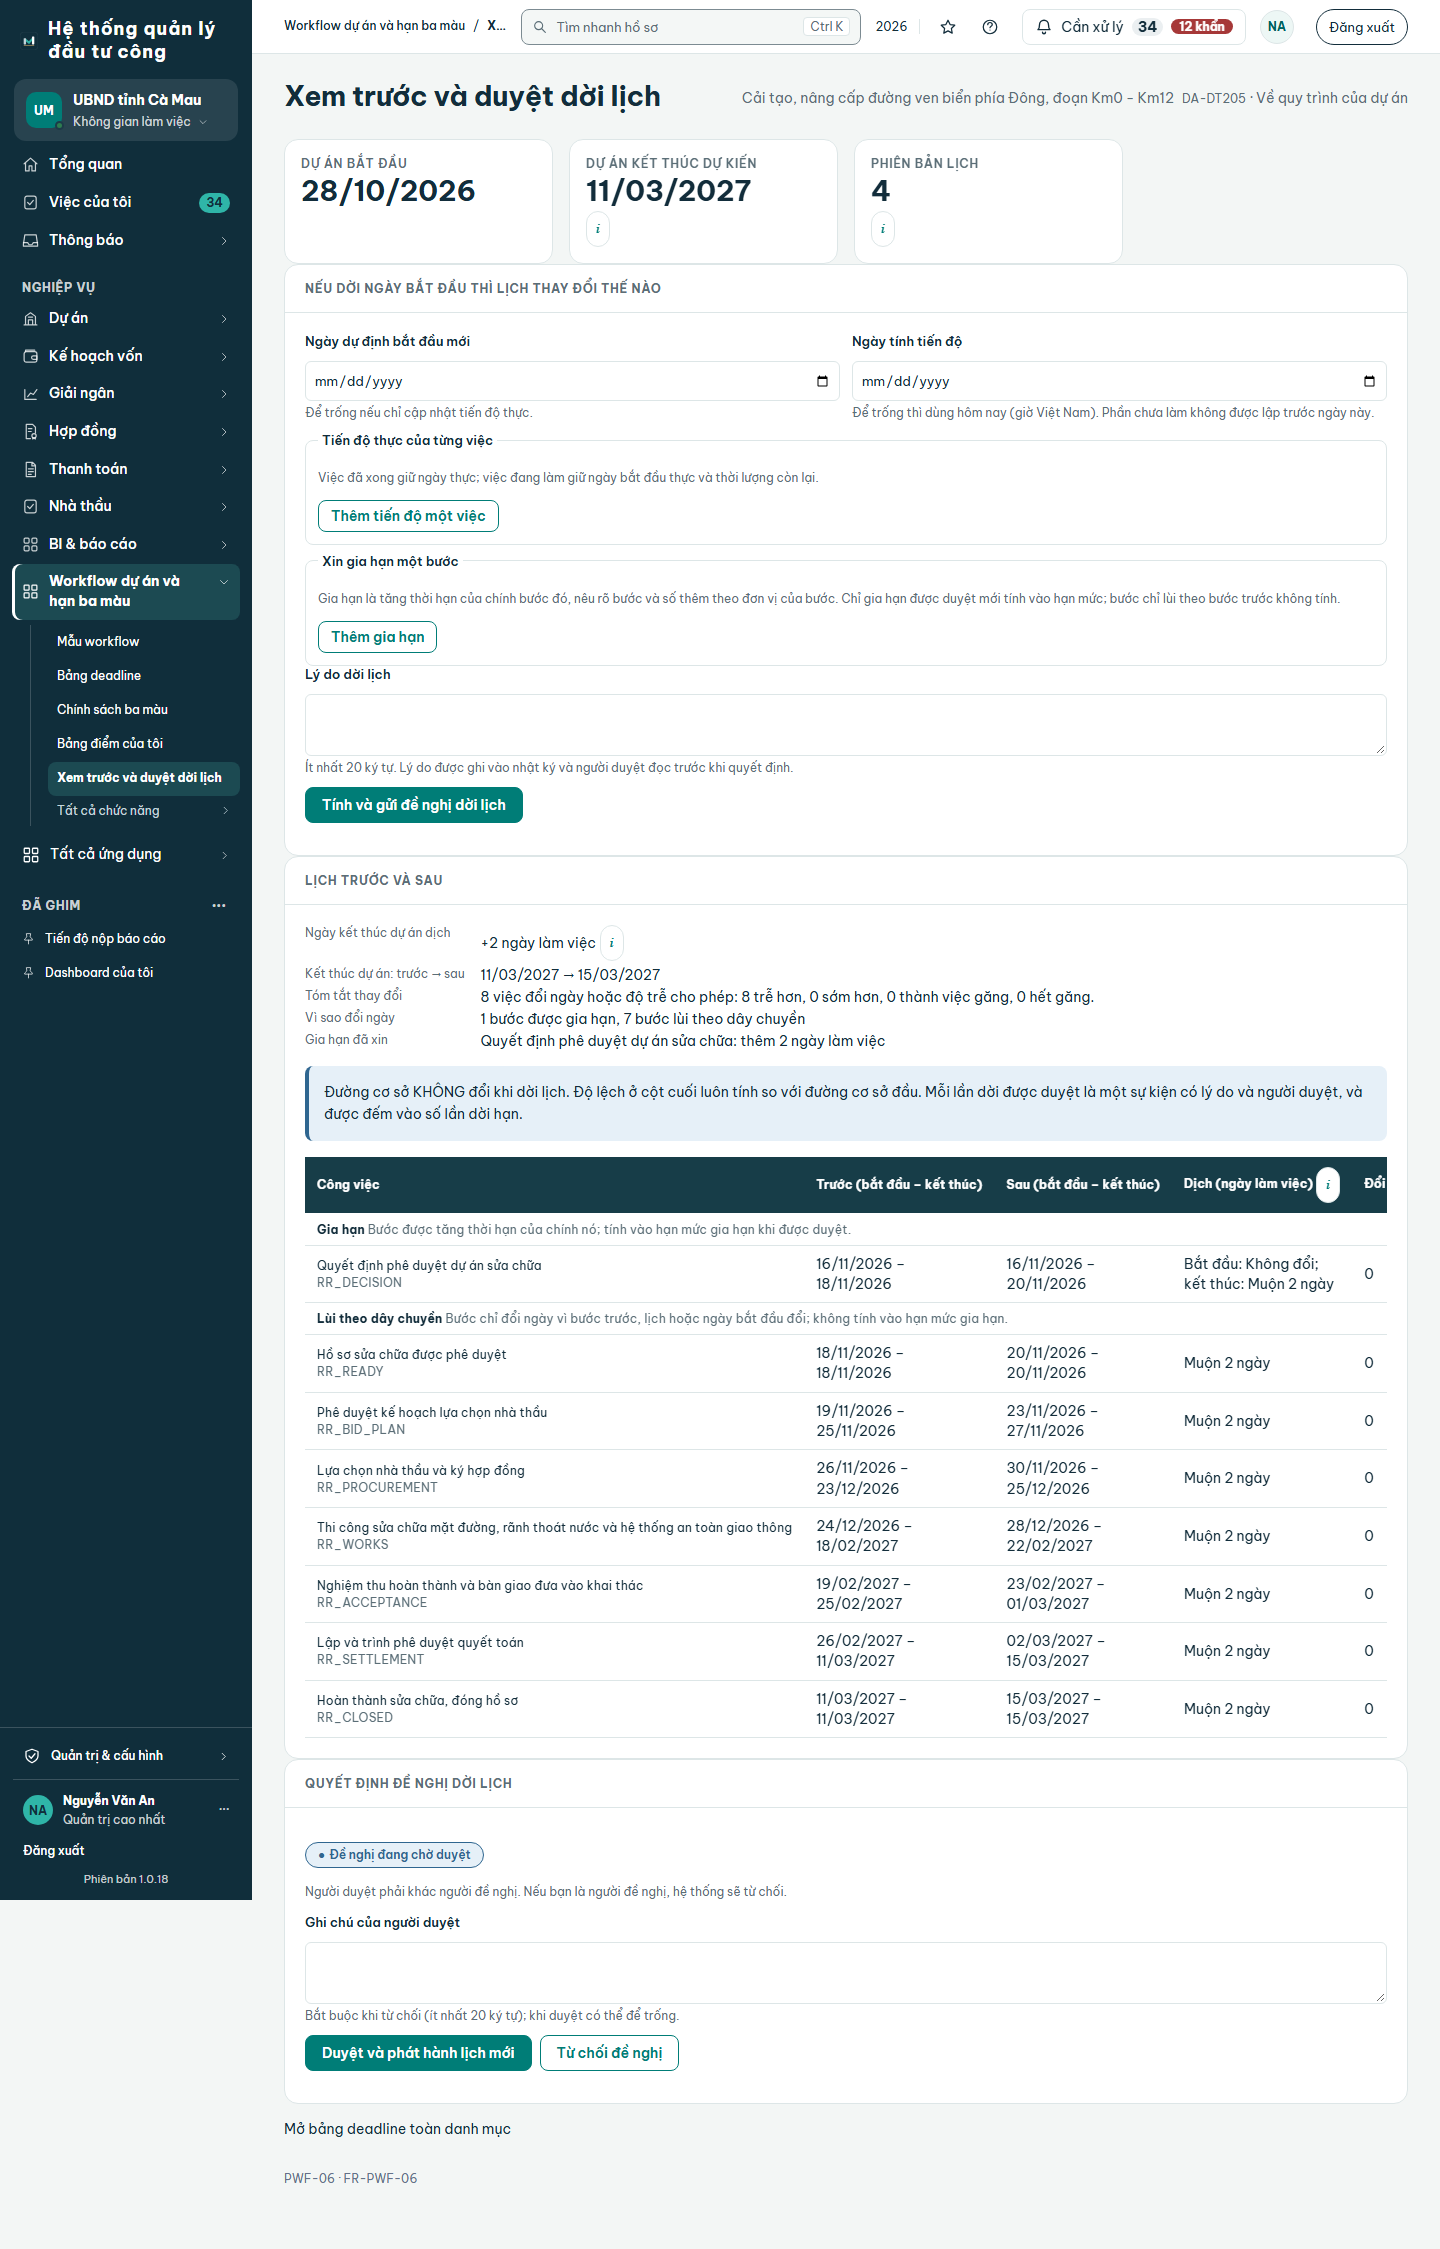 Hệ thống quản lý
đầu tư công
UM
UBND tỉnh Cà Mau
Không gian làm việc
Tổng quan
Việc của tôi
34
Thông báo
NGHIỆP VỤ
Dự án
Kế hoạch vốn
Giải ngân
Hợp đồng
Thanh toán
Nhà thầu
BI & báo cáo
Workflow dự án và
hạn ba màu
Mẫu workflow
Bảng deadline
Chính sách ba màu
Bảng điểm của tôi
Xem trước và duyệt dời lịch
Tất cả chức năng
Tất cả ứng dụng
ĐÃ GHIM
Tiến độ nộp báo cáo
Dashboard của tôi
Quản trị & cấu hình
NA
Nguyễn Văn An
Quản trị cao nhất
Đăng xuất
Phiên bản 1.0.18
Workflow dự án và hạn ba màu / X...
Tìm nhanh hồ sơ
Ctrl K
2026
Cần xử lý 34 12 khẩn
NA
Đăng xuất
Xem trước và duyệt dời lịch
Cải tạo, nâng cấp đường ven biển phía Đông, đoạn Km0 - Km12 DA-DT205 · Về quy trình của dự án
DỰ ÁN BẮT ĐẦU
28/10/2026
DỰ ÁN KẾT THÚC DỰ KIẾN
11/03/2027
i
PHIÊN BẢN LỊCH
4
i
NẾU DỜI NGÀY BẮT ĐẦU THÌ LỊCH THAY ĐỔI THẾ NÀO
Ngày dự định bắt đầu mới
mm/dd/yyyy
Để trống nếu chỉ cập nhật tiến độ thực.
Ngày tính tiến độ
mm/dd/yyyy
Để trống thì dùng hôm nay (giờ Việt Nam). Phần chưa làm không được lập trước ngày này.
Tiến độ thực của từng việc
Việc đã xong giữ ngày thực; việc đang làm giữ ngày bắt đầu thực và thời lượng còn lại.
Thêm tiến độ một việc
Xin gia hạn một bước
Gia hạn là tăng thời hạn của chính bước đó, nêu rõ bước và số thêm theo đơn vị của bước. Chỉ gia hạn được duyệt mới tính vào hạn mức; bước chỉ lùi theo bước trước không tính.
Thêm gia hạn
Lý do dời lịch
Ít nhất 20 ký tự. Lý do được ghi vào nhật ký và người duyệt đọc trước khi quyết định.
Tính và gửi đề nghị dời lịch
LỊCH TRƯỚC VÀ SAU
Ngày kết thúc dự án dịch
+2 ngày làm việc i
Kết thúc dự án: trước → sau
11/03/2027 → 15/03/2027
Tóm tắt thay đổi
8 việc đổi ngày hoặc độ trễ cho phép: 8 trễ hơn, 0 sớm hơn, 0 thành việc găng, 0 hết găng.
Vì sao đổi ngày
1 bước được gia hạn, 7 bước lùi theo dây chuyền
Gia hạn đã xin
Quyết định phê duyệt dự án sửa chữa: thêm 2 ngày làm việc
Đường cơ sở KHÔNG đổi khi dời lịch. Độ lệch ở cột cuối luôn tính so với đường cơ sở đầu. Mỗi lần dời được duyệt là một sự kiện có lý do và người duyệt, và
được đếm vào số lần dời hạn.
Công việc
Trước (bắt đầu – kết thúc)
Sau (bắt đầu – kết thúc)
Dịch (ngày làm việc) i
Đổi
Gia hạn Bước được tăng thời hạn của chính nó; tính vào hạn mức gia hạn khi được duyệt.
Quyết định phê duyệt dự án sửa chữa
RR_DECISION
16/11/2026 –
18/11/2026
16/11/2026 –
20/11/2026
Bắt đầu: Không đổi;
kết thúc: Muộn 2 ngày
0
Lùi theo dây chuyền Bước chỉ đổi ngày vì bước trước, lịch hoặc ngày bắt đầu đổi; không tính vào hạn mức gia hạn.
Hồ sơ sửa chữa được phê duyệt
RR_READY
18/11/2026 –
18/11/2026
20/11/2026 –
20/11/2026
Muộn 2 ngày
0
Phê duyệt kế hoạch lựa chọn nhà thầu
RR_BID_PLAN
19/11/2026 –
25/11/2026
23/11/2026 –
27/11/2026
Muộn 2 ngày
0
Lựa chọn nhà thầu và ký hợp đồng
RR_PROCUREMENT
26/11/2026 –
23/12/2026
30/11/2026 –
25/12/2026
Muộn 2 ngày
0
Thi công sửa chữa mặt đường, rãnh thoát nước và hệ thống an toàn giao thông
RR_WORKS
24/12/2026 –
18/02/2027
28/12/2026 –
22/02/2027
Muộn 2 ngày
0
Nghiệm thu hoàn thành và bàn giao đưa vào khai thác
RR_ACCEPTANCE
19/02/2027 –
25/02/2027
23/02/2027 –
01/03/2027
Muộn 2 ngày
0
Lập và trình phê duyệt quyết toán
RR_SETTLEMENT
26/02/2027 –
11/03/2027
02/03/2027 –
15/03/2027
Muộn 2 ngày
0
Hoàn thành sửa chữa, đóng hồ sơ
RR_CLOSED
11/03/2027 –
11/03/2027
15/03/2027 –
15/03/2027
Muộn 2 ngày
0
QUYẾT ĐỊNH ĐỀ NGHỊ DỜI LỊCH
Đề nghị đang chờ duyệt
Người duyệt phải khác người đề nghị. Nếu bạn là người đề nghị, hệ thống sẽ từ chối.
Ghi chú của người duyệt
Bắt buộc khi từ chối (ít nhất 20 ký tự); khi duyệt có thể để trống.
Duyệt và phát hành lịch mới
Từ chối đề nghị
Mở bảng deadline toàn danh mục
PWF-06 · FR-PWF-06